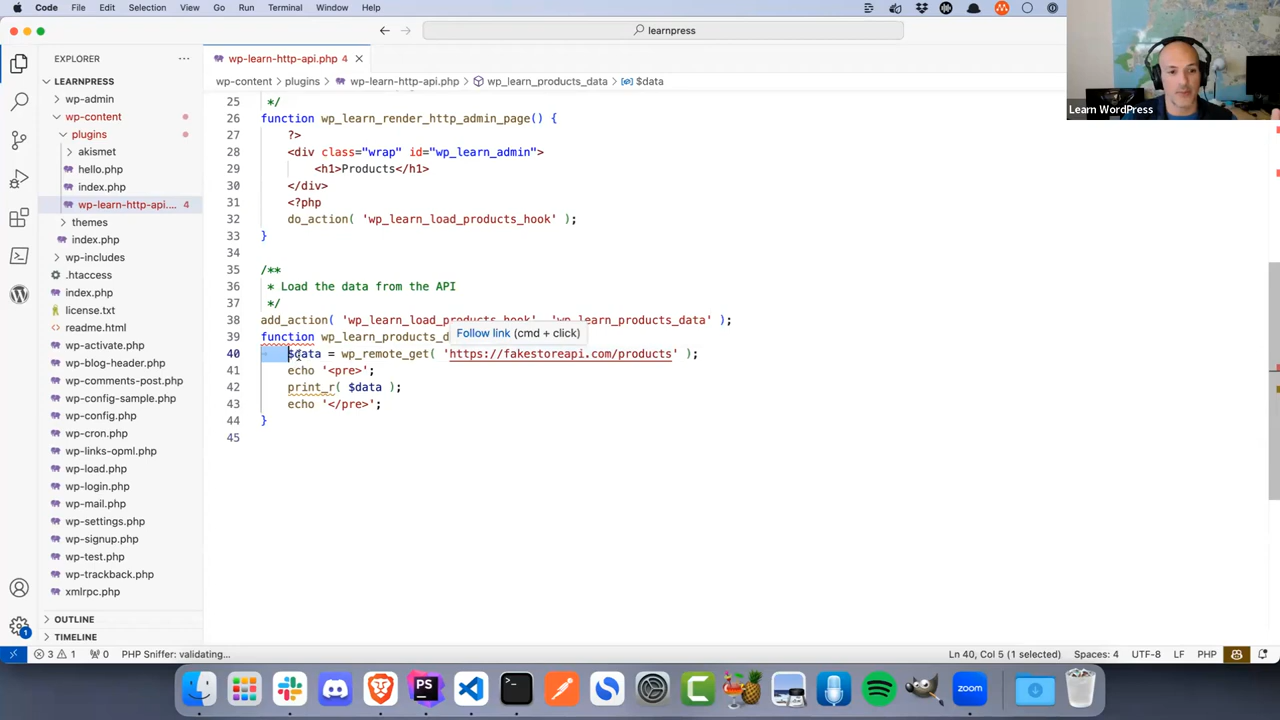 Code File Edit Selection View Go Run Terminal Window Help
learnpress
EXPLORER
wp-learn-http-api.php 4
LEARNPRESS
wp-content plugins wp-learn-http-api.php wp_learn_products_data $data
wp-admin
wp-content
plugins
akismet
hello.php
index.php
wp-learn-http-api.... 4
themes
index.php
wp-includes
.htaccess
index.php
license.txt
readme.html
wp-activate.php
wp-blog-header.php
wp-comments-post.php
wp-config-sample.php
wp-config.php
wp-cron.php
wp-links-opml.php
wp-load.php
wp-login.php
wp-mail.php
wp-settings.php
wp-signup.php
wp-test.php
wp-trackback.php
xmlrpc.php
OUTLINE
TIMELINE
25 */
26 function wp_learn_render_http_admin_page() {
27 ?>
28 <div class="wrap" id="wp_learn_admin">
29 <h1>Products</h1>
30 </div>
31 <?php
32 do_action( 'wp_learn_load_products_hook' );
33 }
34
35 /**
36 * Load the data from the API
37 */
38 add_action( 'wp_learn_load_products_hook', 'wp_learn_products_data' );
39 function wp_learn_products_d
Follow link (cmd + click)
40 $data = wp_remote_get( 'https://fakestoreapi.com/products' );
41 echo '<pre>';
42 print_r( $data );
43 echo '</pre>';
44 }
45
Learn WordPress
3 1 0 PHP Sniffer: validating... Ln 40, Col 5 (1 selected) Spaces: 4 UTF-8 LF PHP
1
PS
zoom